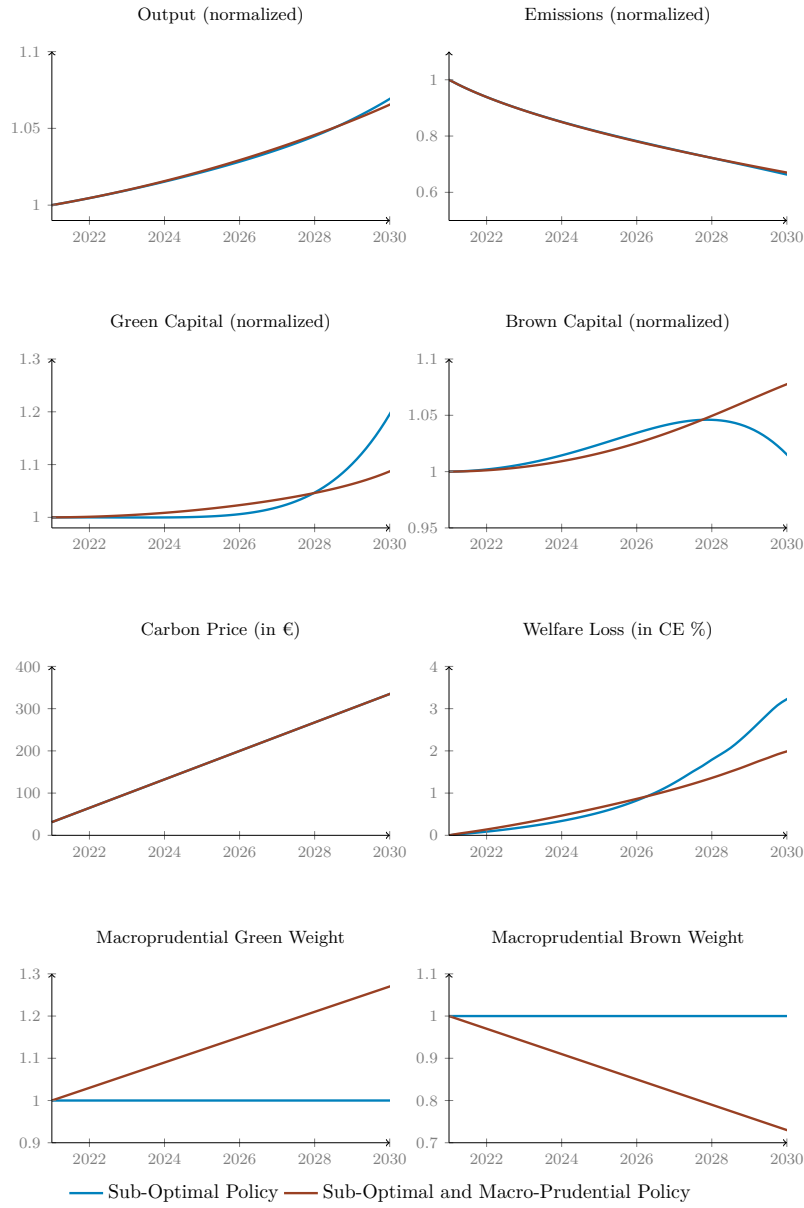 Output (normalized)
1.1
1.05
1
2022 2024 2026 2028 2030
Emissions (normalized)
1
0.8
0.6
2022 2024 2026 2028 2030
Green Capital (normalized)
1.3
1.2
1.1
1
2022 2024 2026 2028 2030
Brown Capital (normalized)
1.1
1.05
1
0.95
2022 2024 2026 2028 2030
Carbon Price (in €)
400
300
200
100
0
2022 2024 2026 2028 2030
Welfare Loss (in CE %)
4
3
2
1
0
2022 2024 2026 2028 2030
Macroprudential Green Weight
1.3
1.2
1.1
1
0.9
2022 2024 2026 2028 2030
Macroprudential Brown Weight
1.1
1
0.9
0.8
0.7
2022 2024 2026 2028 2030
Sub-Optimal Policy Sub-Optimal and Macro-Prudential Policy